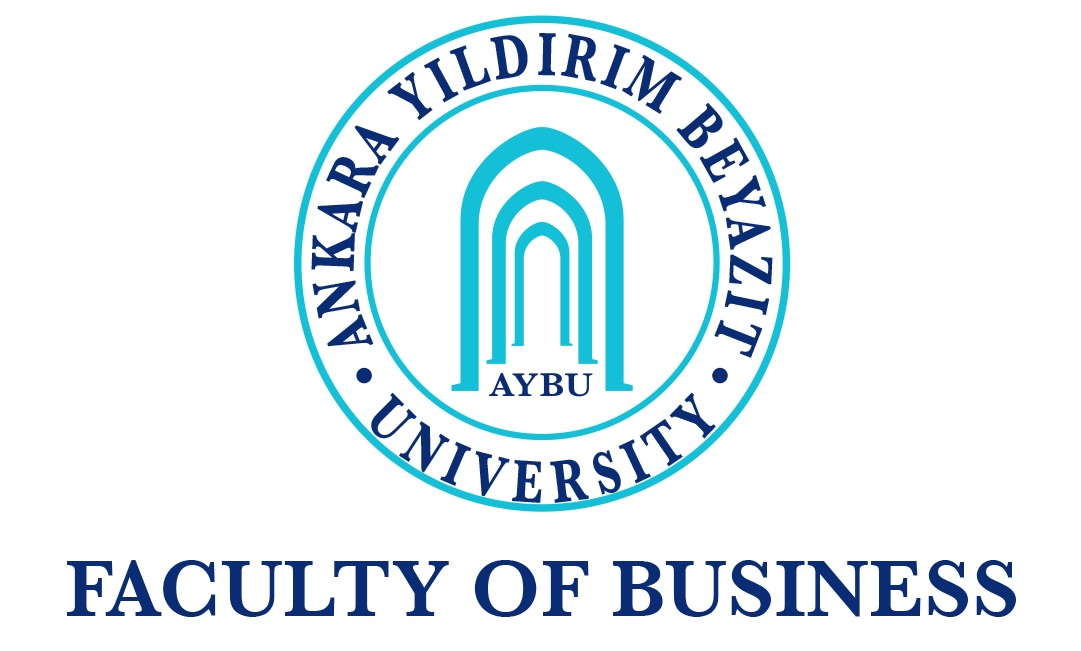 ANKARA YILDIRIM BEYAZIT
• UNIVERSITY •
AYBU
FACULTY OF BUSINESS